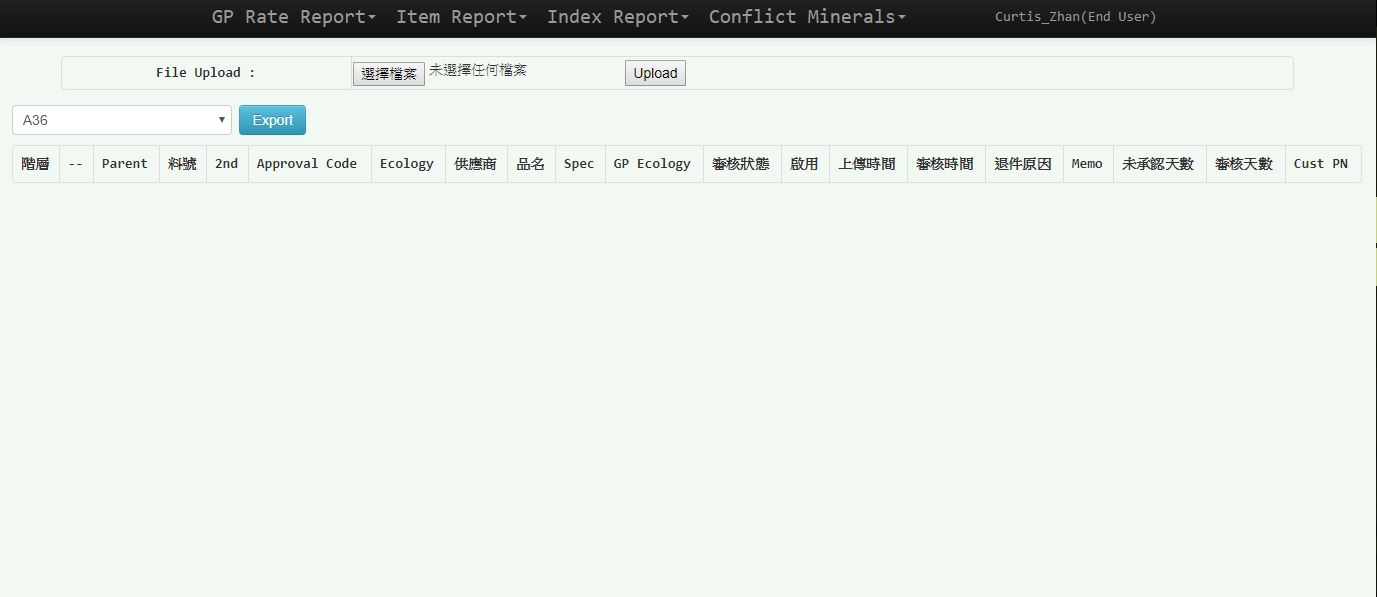 GP Rate Report Item Report Index Report Conflict Minerals Curtis_Zhan(End User)
File Upload : 選擇檔案 未選擇任何檔案 Upload
A36 Export
階層 -- Parent 料號 2nd Approval Code Ecology 供應商 品名 Spec GP Ecology 審核狀態 啟用 上傳時間 審核時間 退件原因 Memo 未承認天數 審核天數 Cust PN